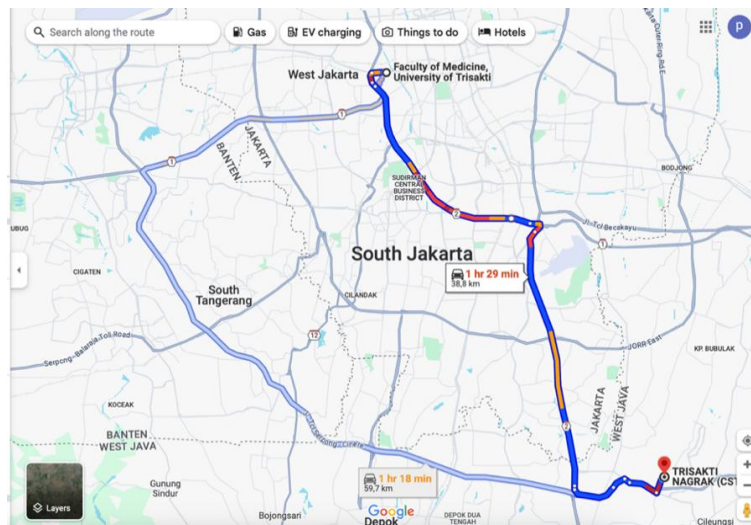 Search along the route
Gas
EV charging
Things to do
Hotels
p
West Jakarta
Faculty of Medicine,
University of Trisakti
1
JAKARTA
BANTEN
1
BODJONG
SUDIRMAN
CENTRAL
BUSINESS
DISTRICT
2
Jl. Tol Becakayu
UBUG
1
South Jakarta
CIGATEN
1 hr 29 min
38,8 km
South
Tangerang
CILANDAK
12
Serpong-Balaraja Toll Road
JORR East
KP. BUBULAK
JAKARTA
WEST JAVA
KOCEAK
2
BANTEN
WEST JAVA
1 hr 18 min
59,7 km
TRISAKTI
NAGRAK (CST
Layers
Gunung
Sindur
Bojongsari
Google
Depok
DEPOK DUA
TENGAH
Cileungsi